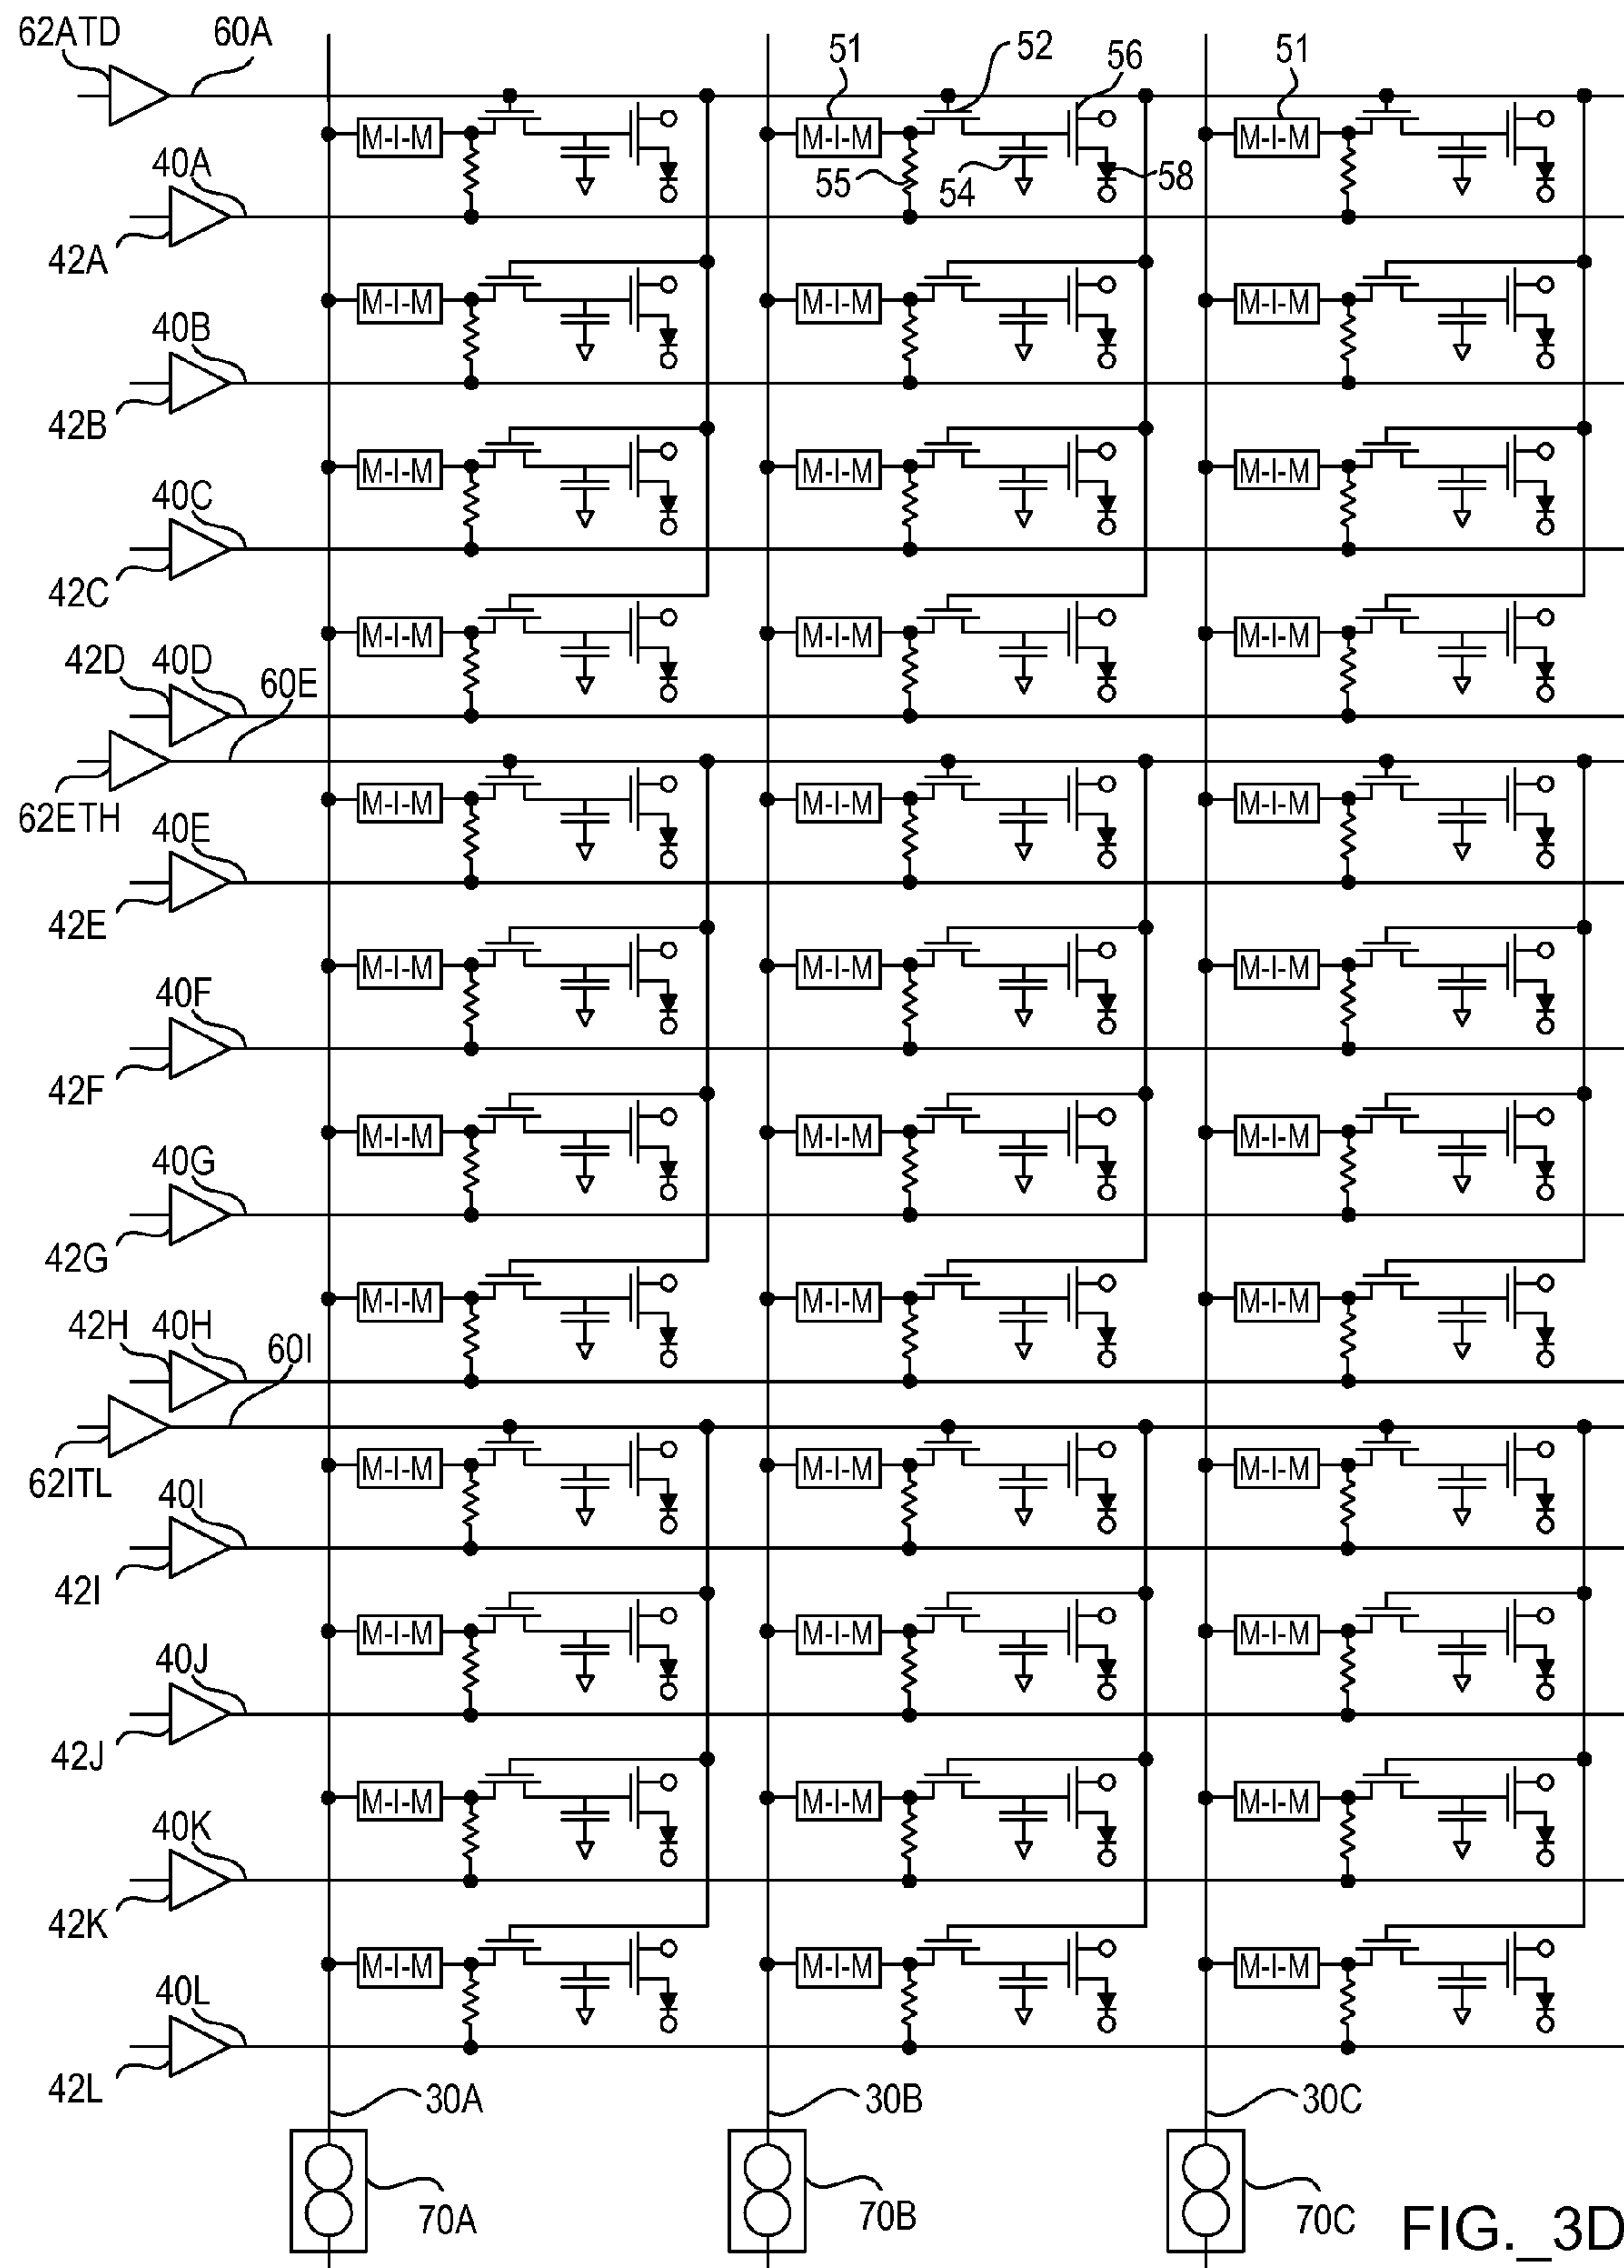 62ATD 60A 51 52 56 51
M-I-M M-I-M M-I-M
40A 55 54 58
42A
M-I-M M-I-M M-I-M
40B
42B
M-I-M M-I-M M-I-M
40C
42C
M-I-M M-I-M M-I-M
42D 40D 60E
M-I-M M-I-M M-I-M
62ETH 40E
42E
M-I-M M-I-M M-I-M
40F
42F
M-I-M M-I-M M-I-M
40G
42G
M-I-M M-I-M M-I-M
42H 40H 60I
M-I-M M-I-M M-I-M
62ITL 40I
42I
M-I-M M-I-M M-I-M
40J
42J
M-I-M M-I-M M-I-M
40K
42K
M-I-M M-I-M M-I-M
40L
42L 30A 30B 30C
70A 70B 70C
FIG._3D